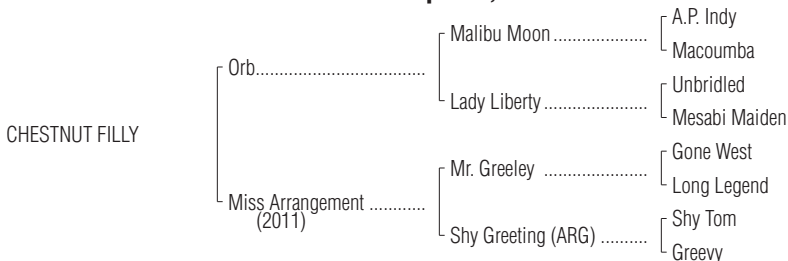 A.P. Indy
Malibu Moon ......................
Macoumba
Orb.......................................
Unbridled
Lady Liberty........................
Mesabi Maiden
CHESTNUT FILLY
Gone West
Mr. Greeley ........................
Long Legend
Miss Arrangement .............
(2011)
Shy Tom
Shy Greeting (ARG) ..........
Greevy